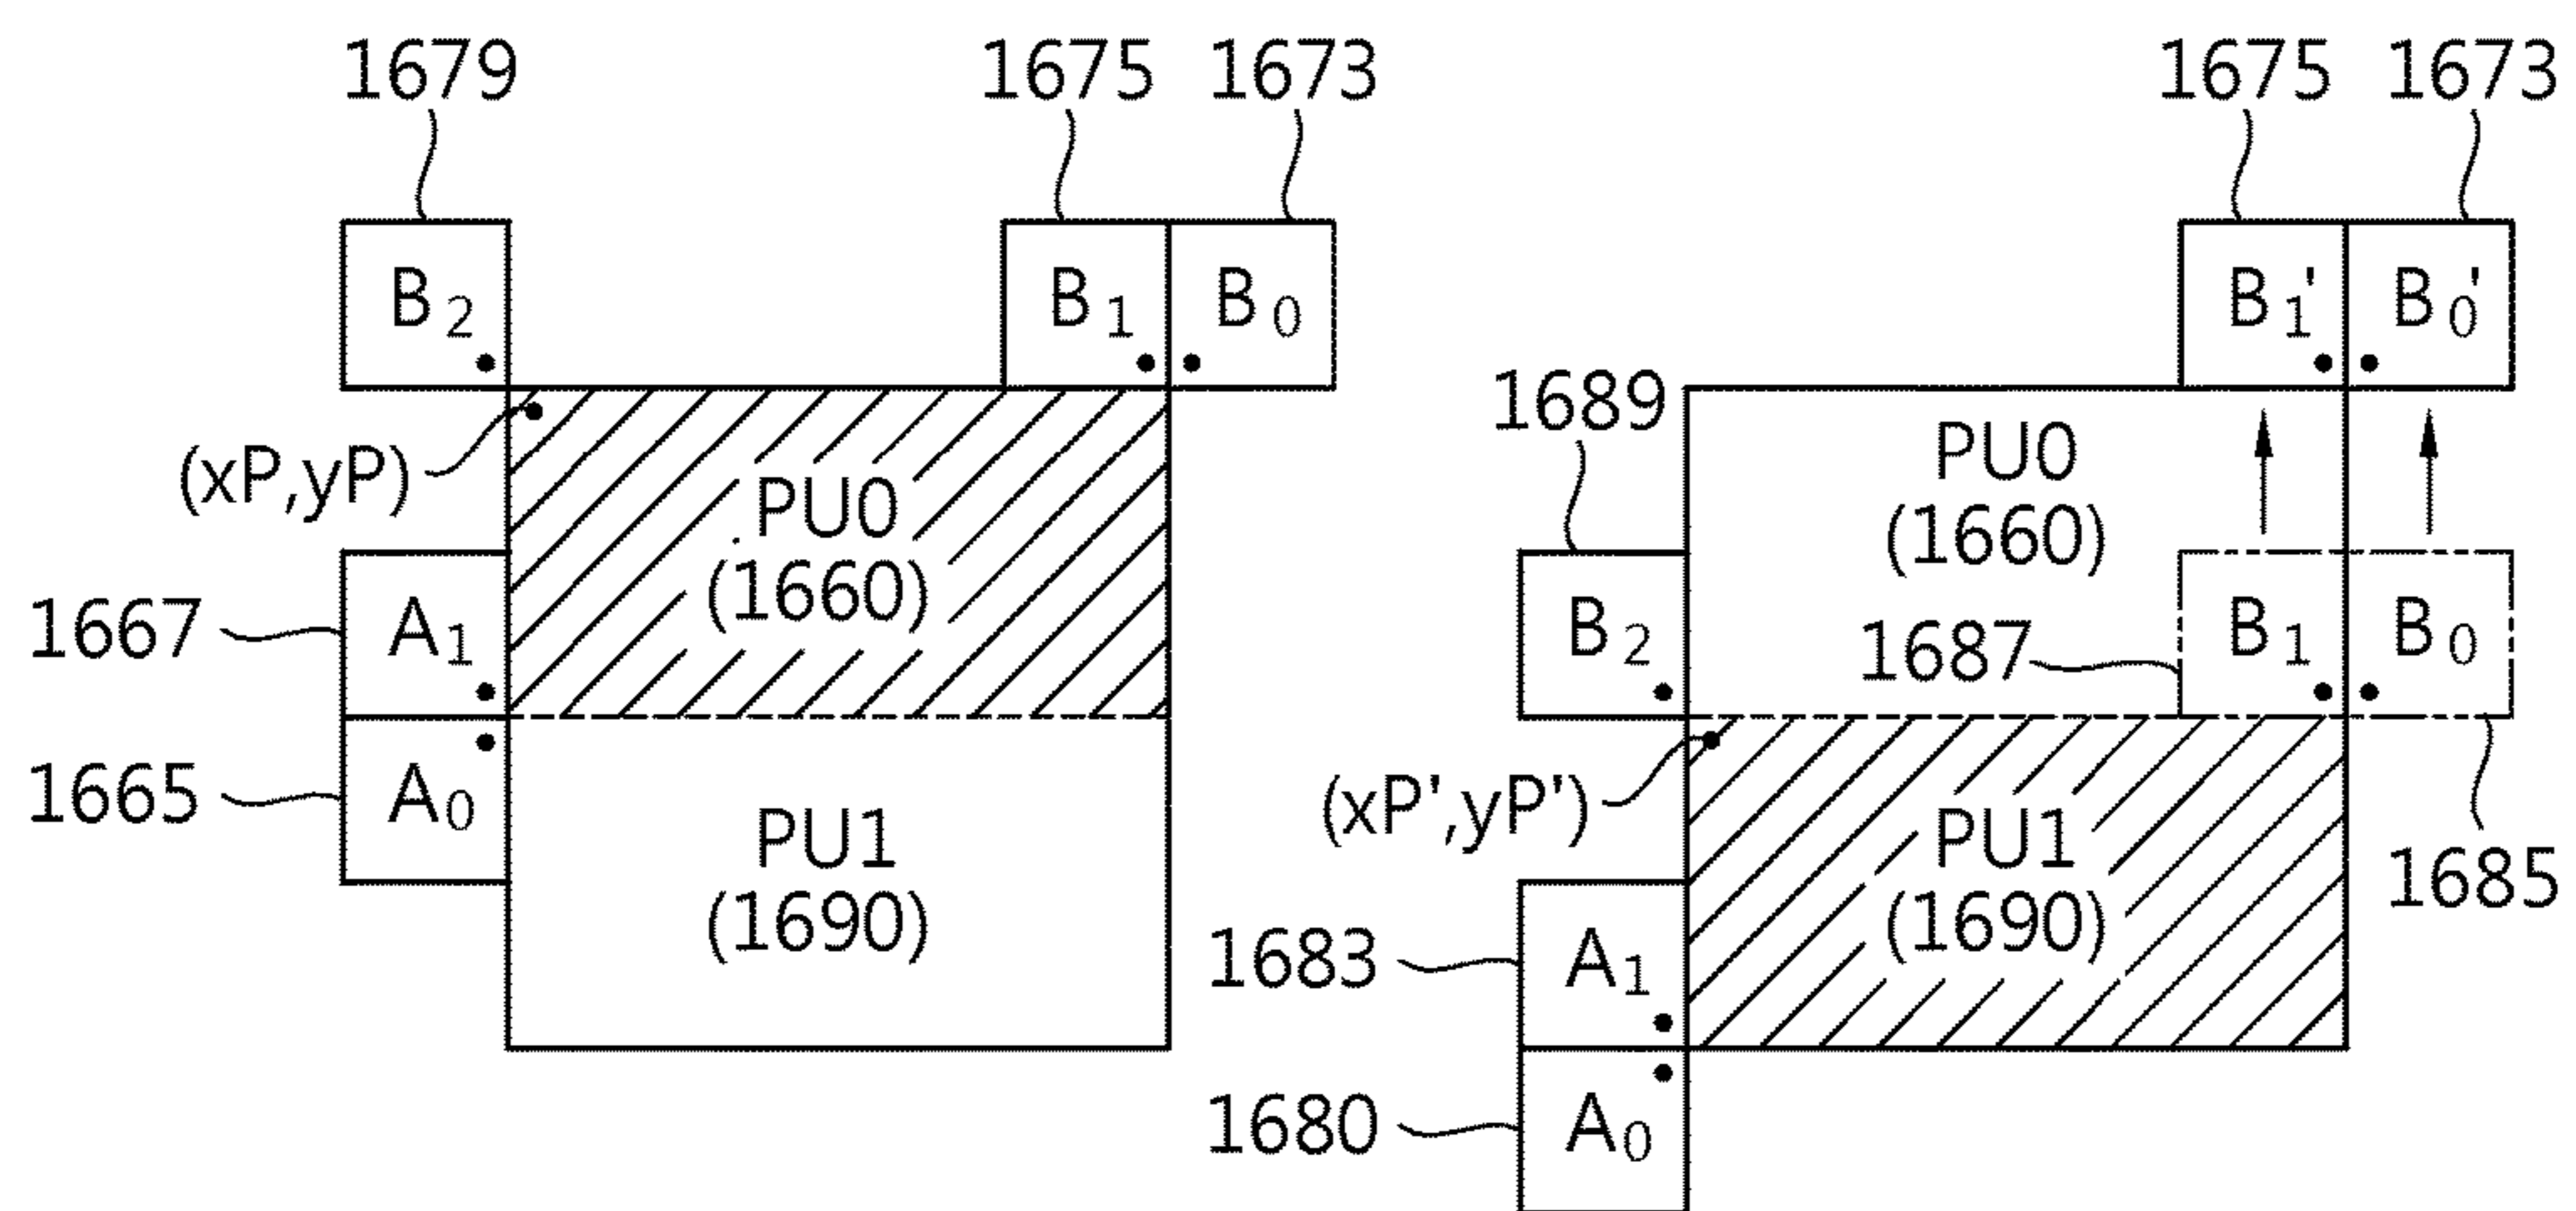 1679
1675
1673
B2
B1
B0
(xP,yP)
PU0
(1660)
1667
A1
1665
A0
PU1
(1690)
1675
1673
B1'
B0'
1689
PU0
(1660)
B2
1687
B1
B0
(xP',yP')
PU1
(1690)
1685
1683
A1
1680
A0